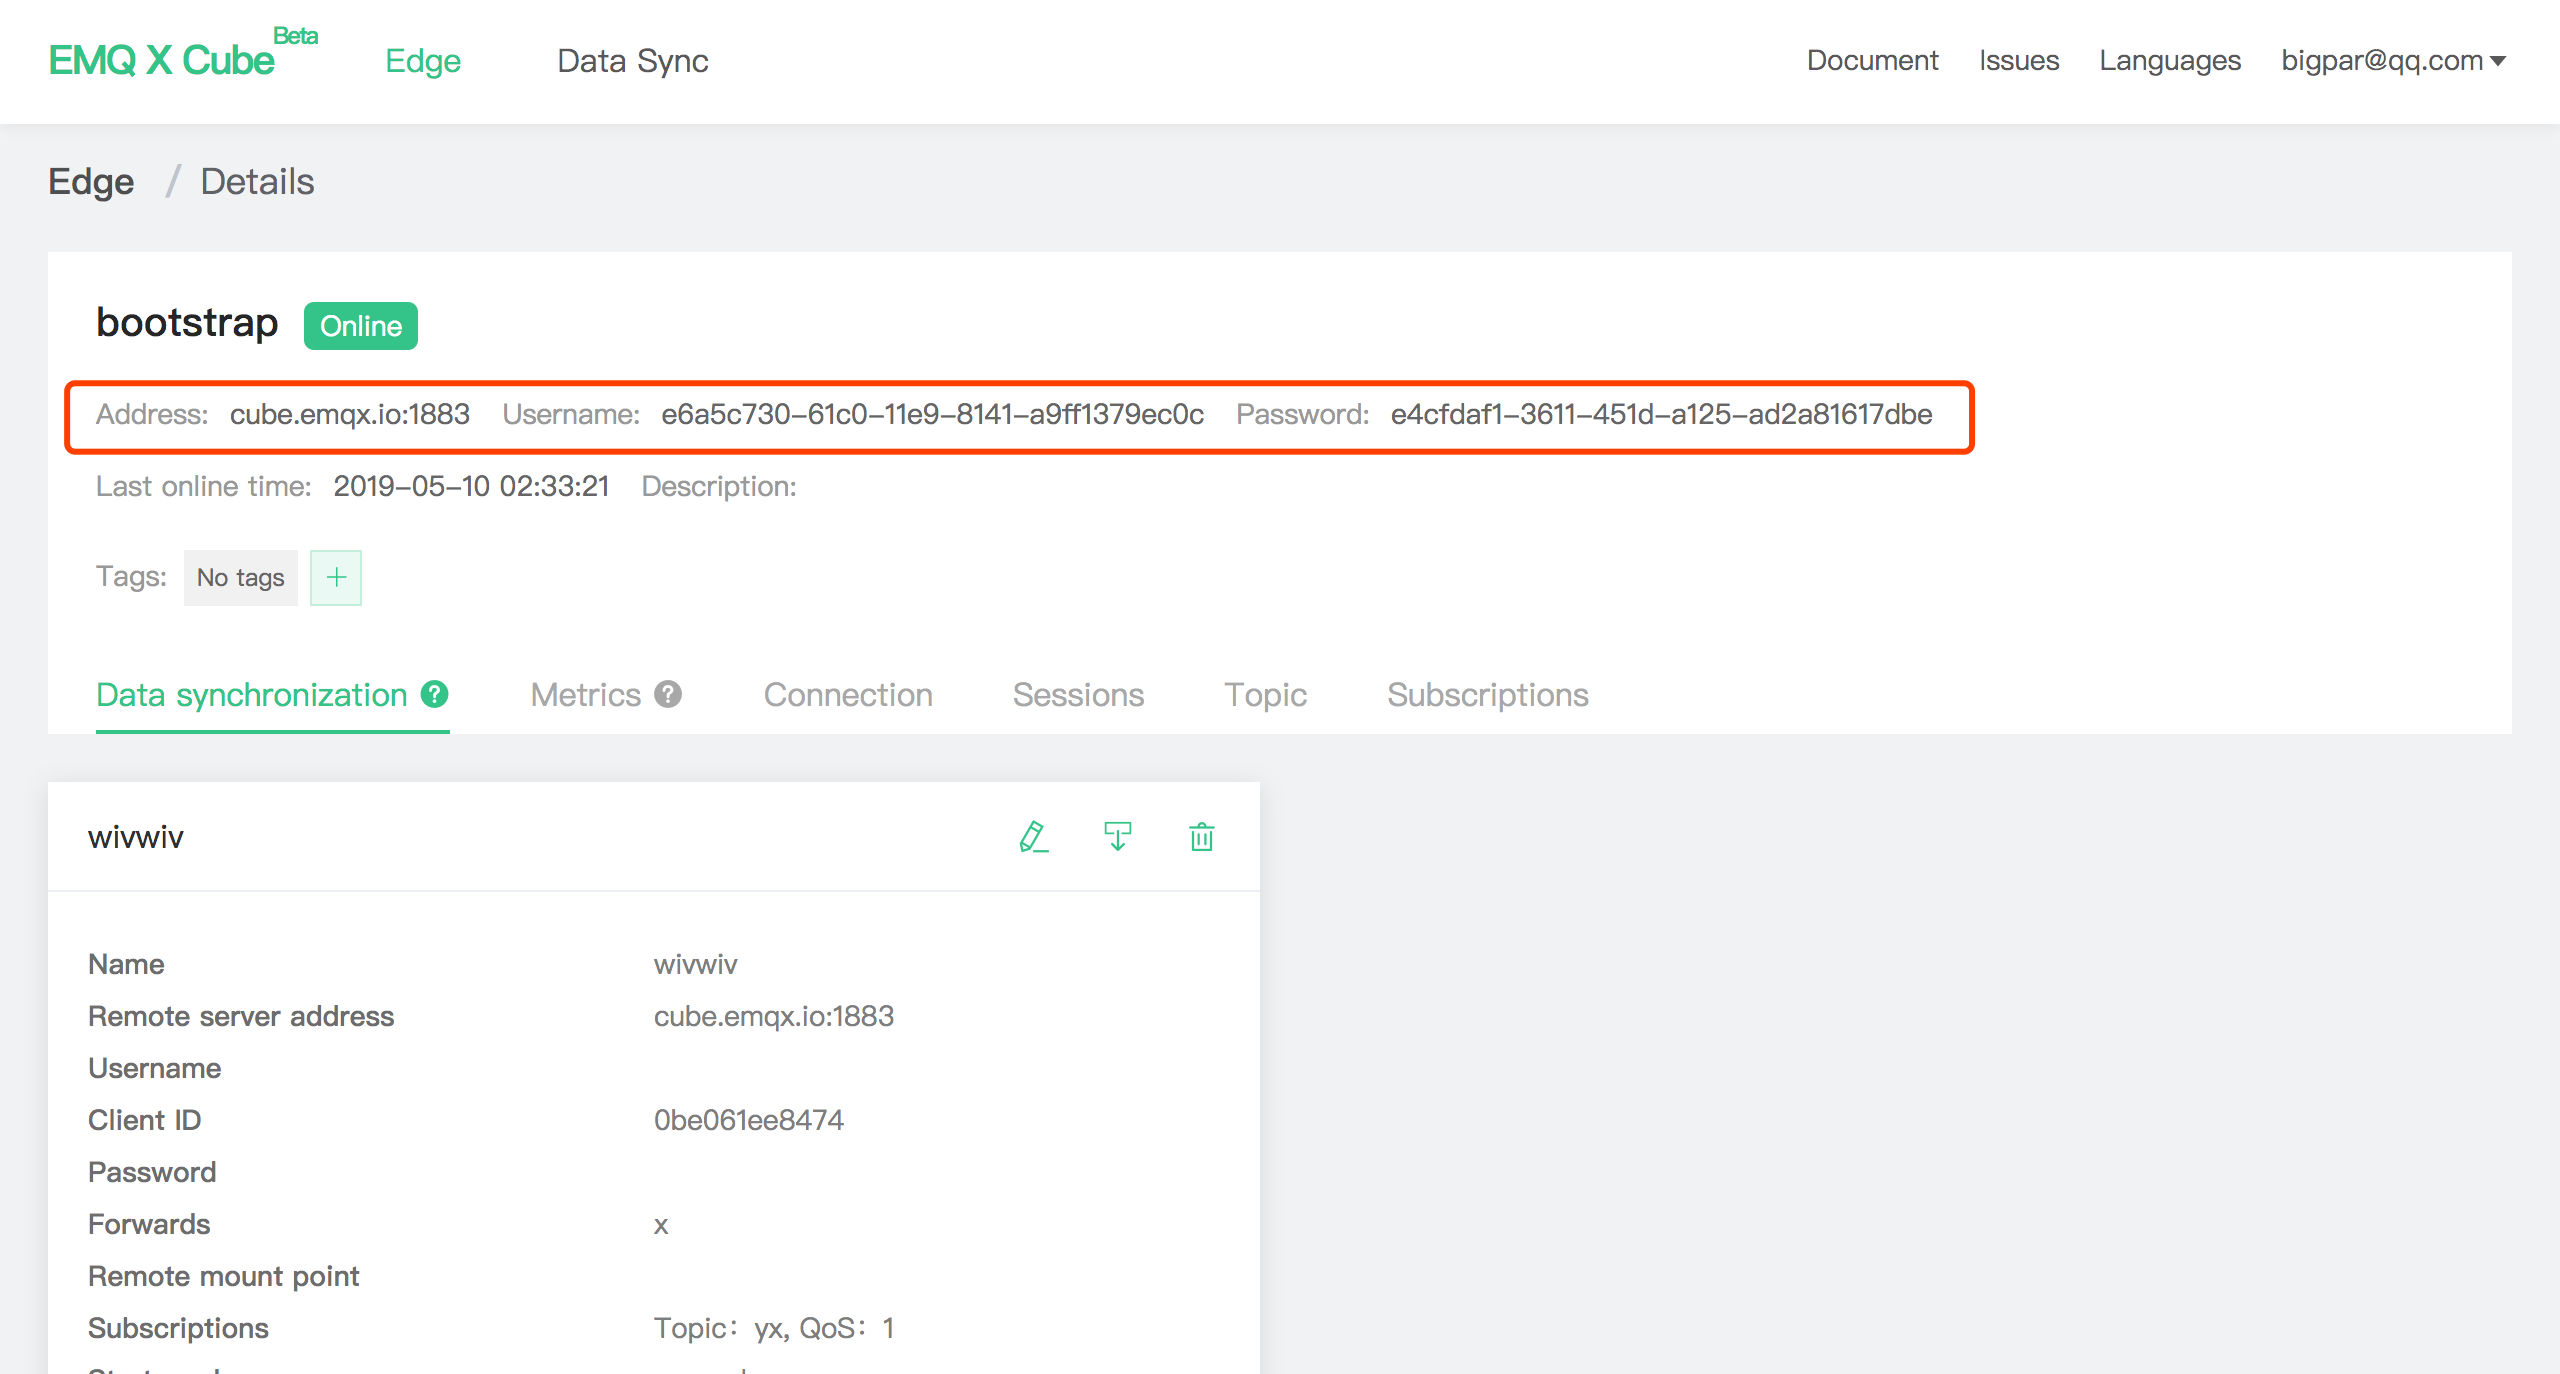 EMQ X Cube Beta Edge Data Sync Document Issues Languages bigpar@qq.com
Edge / Details
bootstrap Online
Address: cube.emqx.io:1883 Username: e6a5c730-61c0-11e9-8141-a9ff1379ec0c Password: e4cfdaf1-3611-451d-a125-ad2a81617dbe
Last online time: 2019-05-10 02:33:21 Description:
Tags: No tags +
Data synchronization ? Metrics ? Connection Sessions Topic Subscriptions
wivwiv
Name wivwiv
Remote server address cube.emqx.io:1883
Username
Client ID 0be061ee8474
Password
Forwards x
Remote mount point
Subscriptions Topic：yx, QoS：1